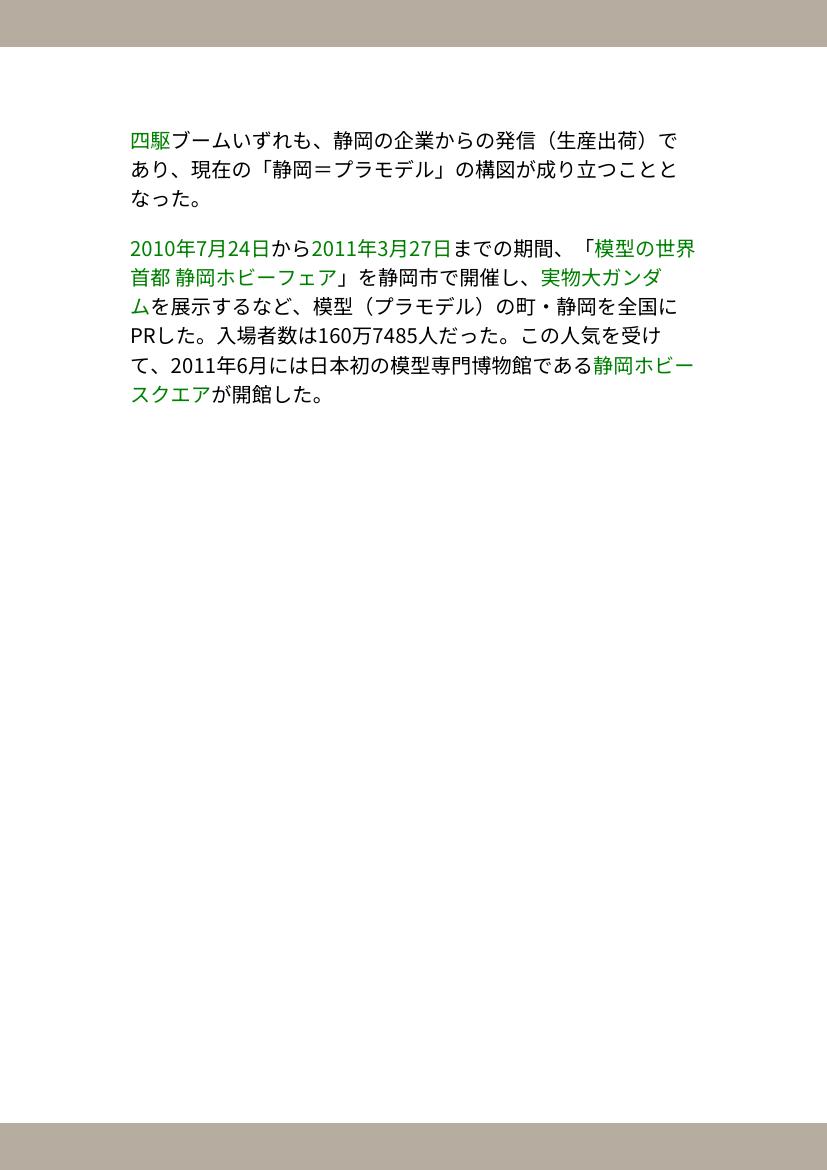 四駆ブームいずれも、静岡の企業からの発信（生産出荷）で
あり、現在の「静岡＝プラモデル」の構図が成り立つことと
なった。
2010年7月24日から2011年3月27日までの期間、「模型の世界
首都 静岡ホビーフェア」を静岡市で開催し、実物大ガンダ
ムを展示するなど、模型（プラモデル）の町・静岡を全国に
PRした。入場者数は160万7485人だった。この人気を受け
て、2011年6月には日本初の模型専門博物館である静岡ホビー
スクエアが開館した。